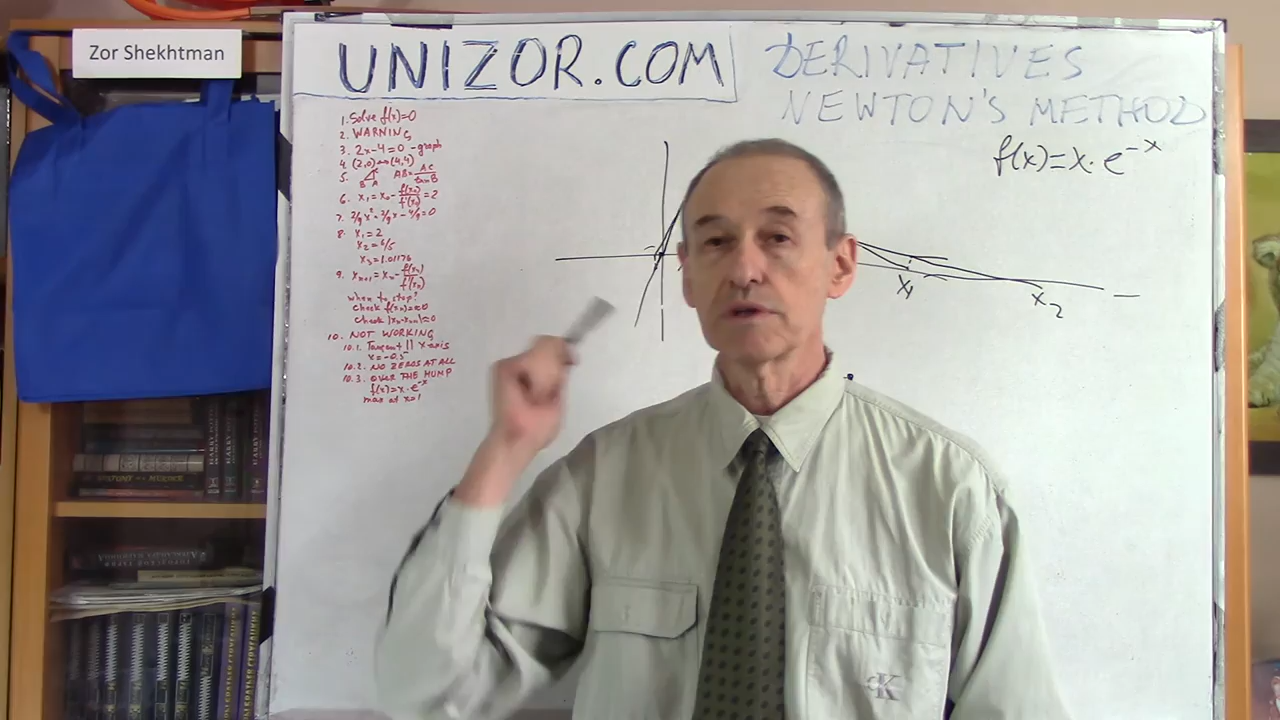 Zor Shekhtman
UNIZOR.COM
DERIVATIVES
NEWTON'S METHOD
f(x)=x·e^-x
x₁
x₂
1. Solve f(x)=0
2. WARNING
3. 2x-4=0 - graph
4. (2,0) (4,4)
5. B A AB= AC
6. x₁=x₀- f(x₀)/f'(x₀) =2
7.
8. x₁=2
x₂=6/5
x₃=1.01176
9. xₙ₊₁=xₙ- f(xₙ)/f'(xₙ)
when to stop?
check f(xₙ)≈0
check |xₙ-xₙ₊₁|≈0
10. NOT WORKING
10.1. Tangent || x axis
x=-0.5
10.2. NO ZEROS AT ALL
10.3. OVER THE HUMP
f(x)=x·e^-x
max at x=1
CK